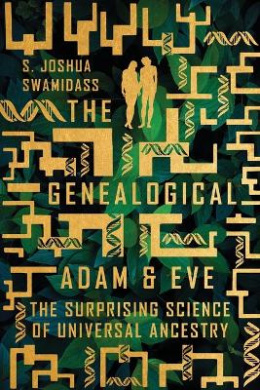 S. JOSHUA
SWAMIDASS
THE
GENEALOGICAL
ADAM & EVE
THE SURPRISING SCIENCE
OF UNIVERSAL ANCESTRY